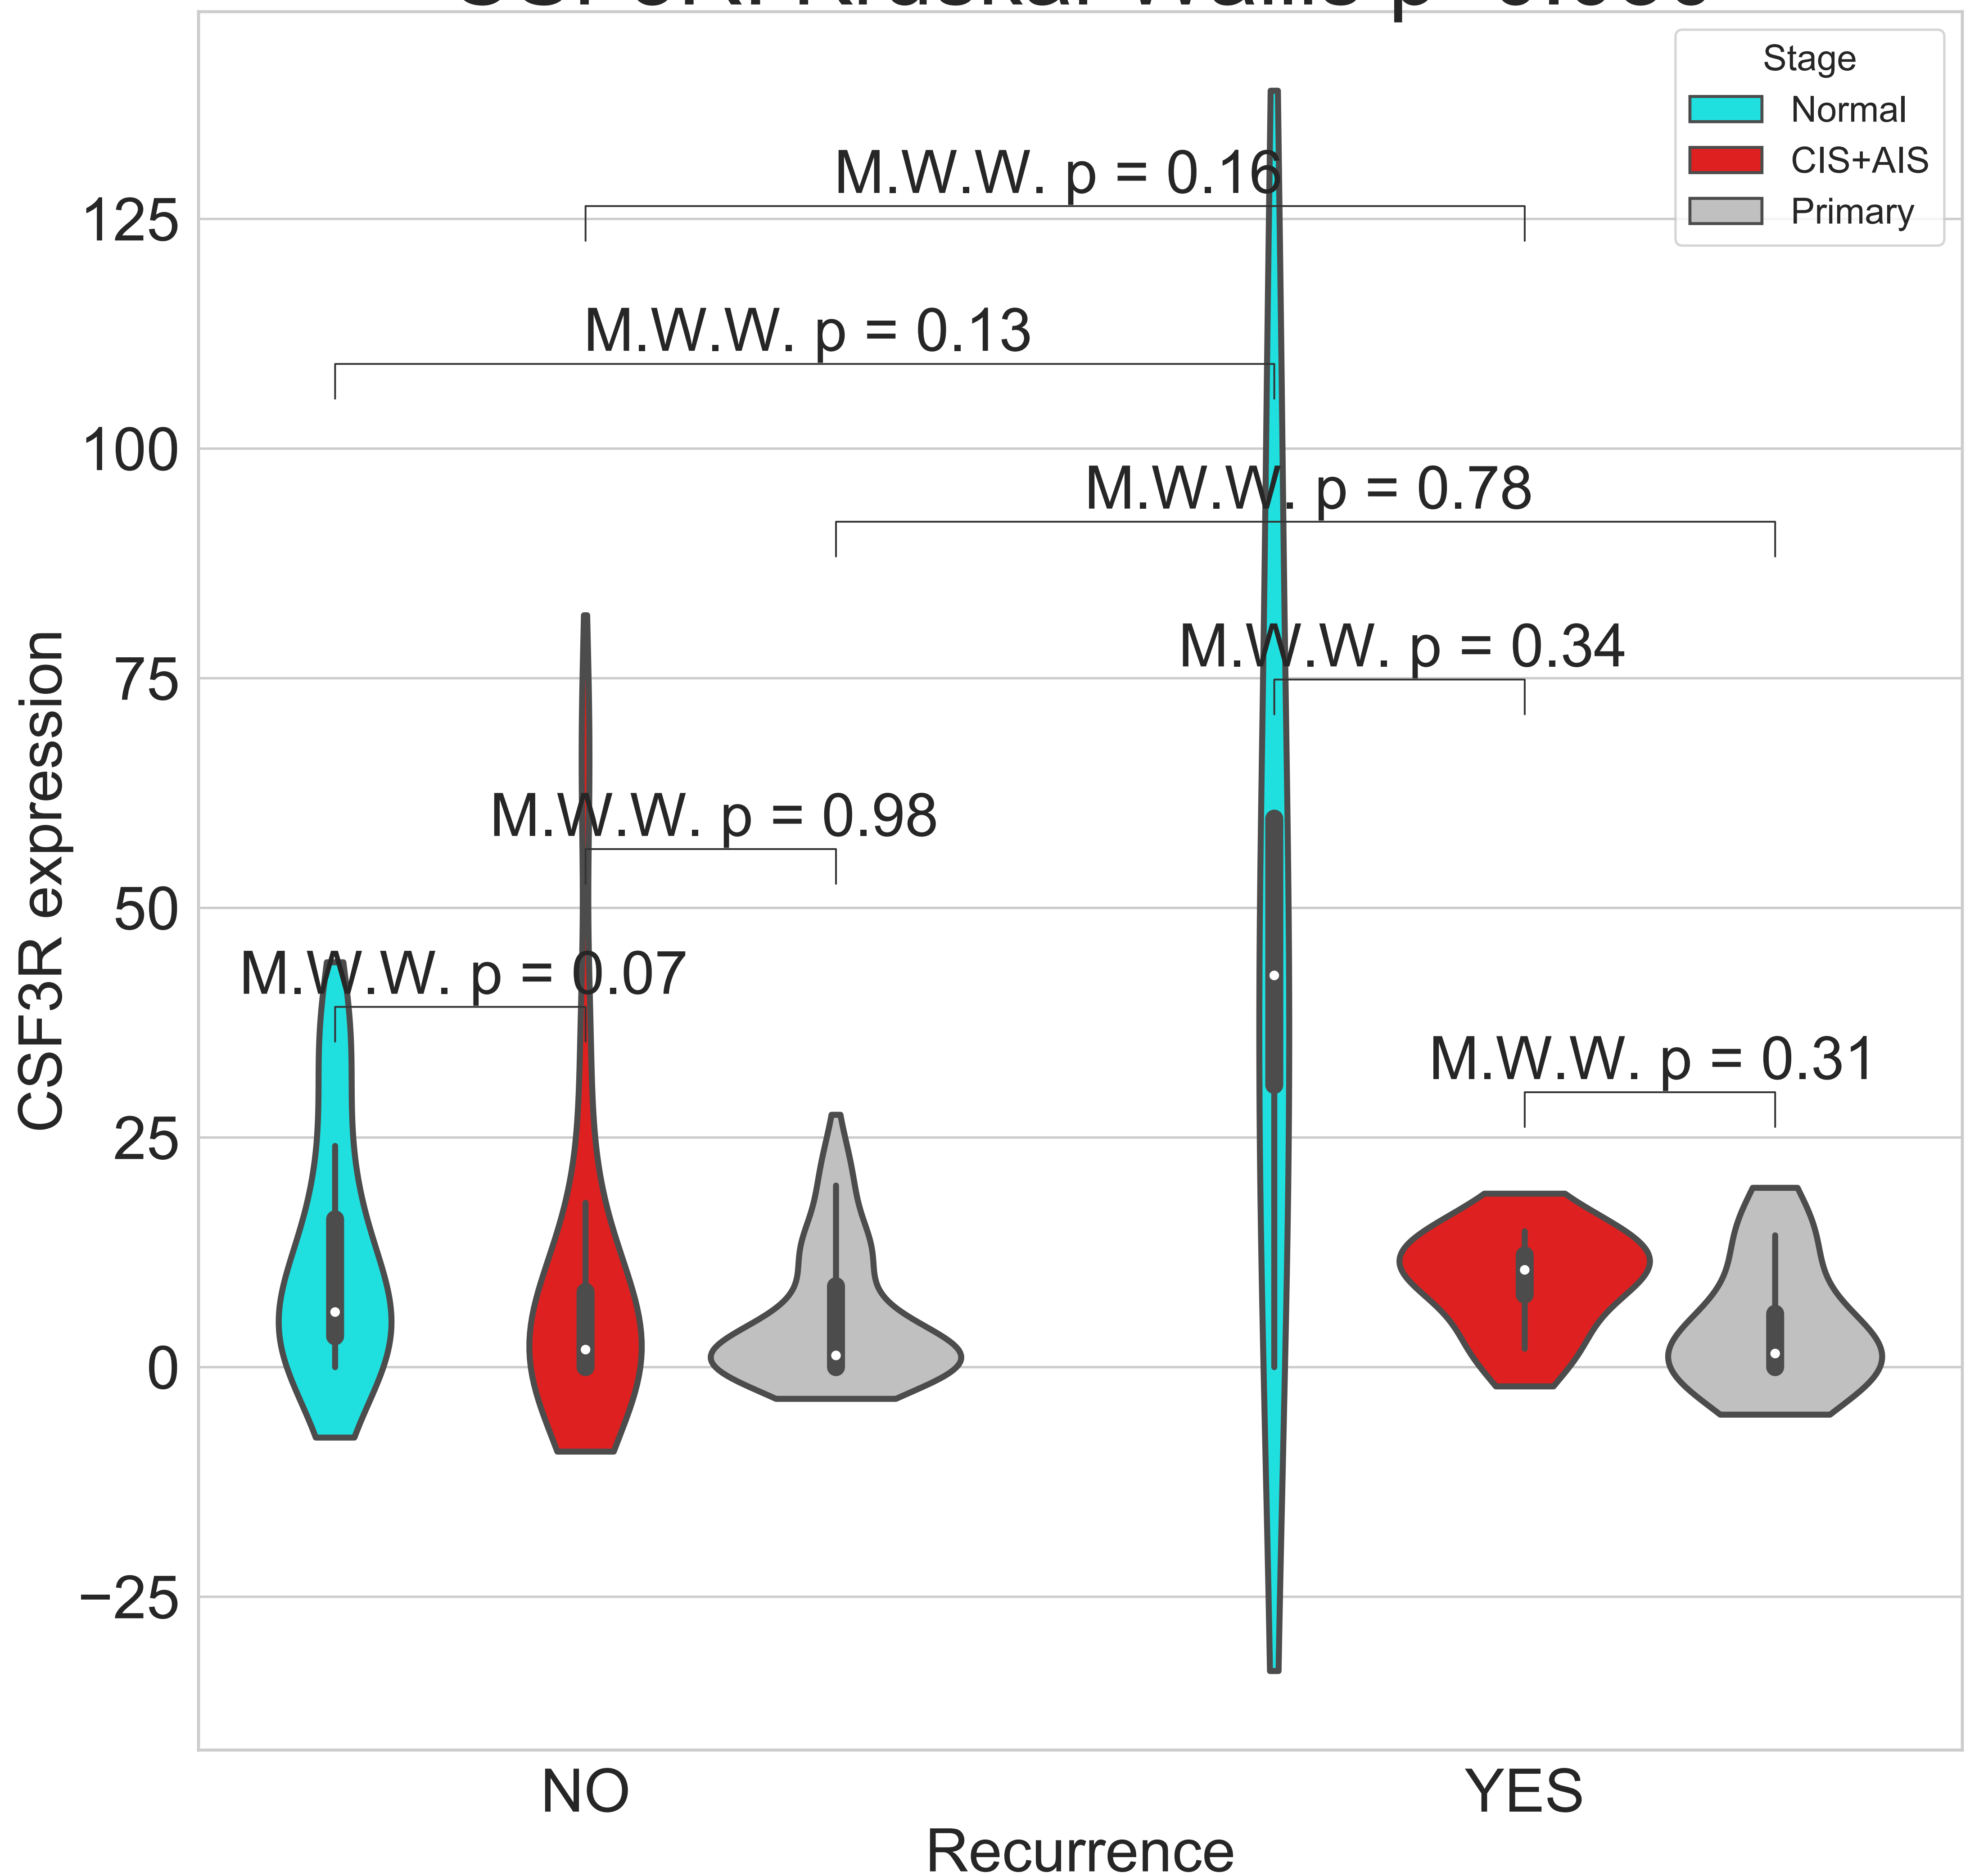 Stage
Normal
CIS+AIS
Primary
M.W.W. p = 0.16
M.W.W. p = 0.13
M.W.W. p = 0.78
M.W.W. p = 0.34
M.W.W. p = 0.98
M.W.W. p = 0.07
M.W.W. p = 0.31
CSF3R expression
125
100
75
50
25
0
−25
NO
YES
Recurrence